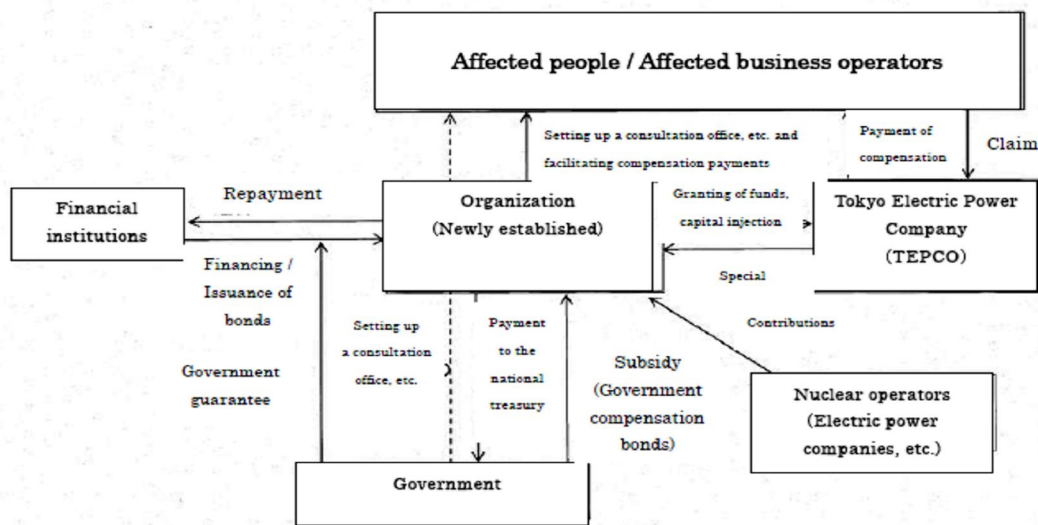 Affected people / Affected business operators
Setting up a consultation office, etc. and
facilitating compensation payments
Payment of
compensation
Claim
Financial
institutions
Repayment
Organization
(Newly established)
Granting of funds,
capital injection
Tokyo Electric Power
Company
(TEPCO)
Financing /
Issuance of
bonds
Special
Contributions
Setting up
a consultation
office, etc.
Payment
to the
national
treasury
Subsidy
(Government
compensation
bonds)
Government
guarantee
Nuclear operators
(Electric power
companies, etc.)
Government